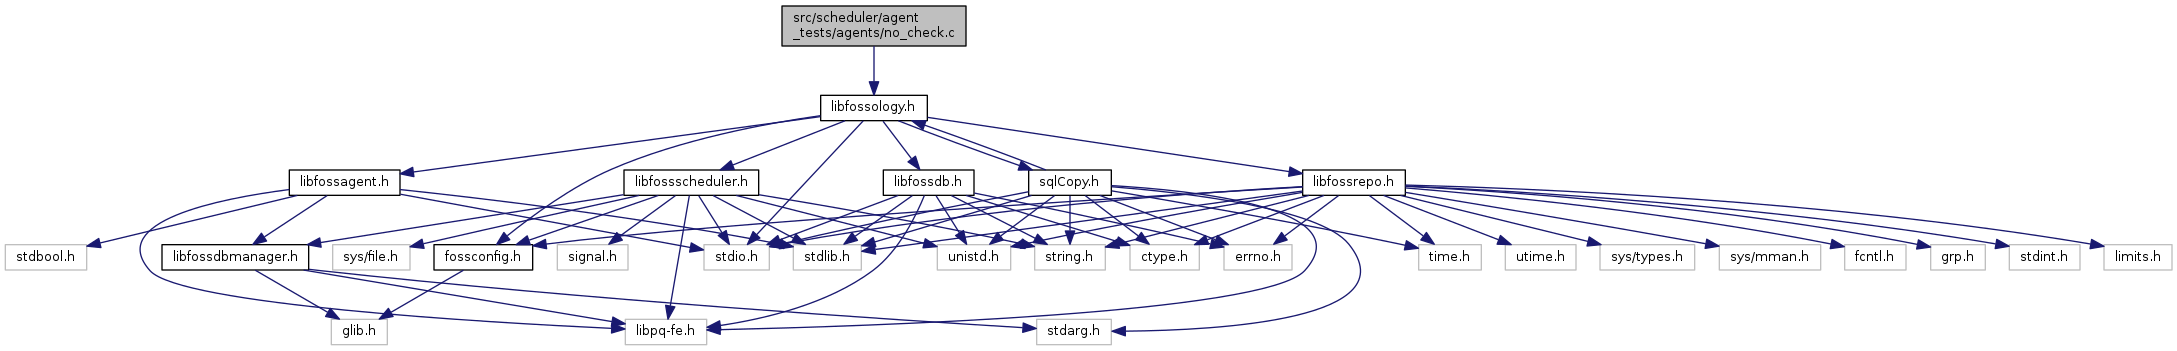 src/scheduler/agent
_tests/agents/no_check.c
libfossology.h
libfossagent.h
libfossscheduler.h
libfossdb.h
sqlCopy.h
libfossrepo.h
stdbool.h
libfossdbmanager.h
sys/file.h
fossconfig.h
signal.h
stdio.h
stdlib.h
unistd.h
string.h
ctype.h
errno.h
time.h
utime.h
sys/types.h
sys/mman.h
fcntl.h
grp.h
stdint.h
limits.h
glib.h
libpq-fe.h
stdarg.h